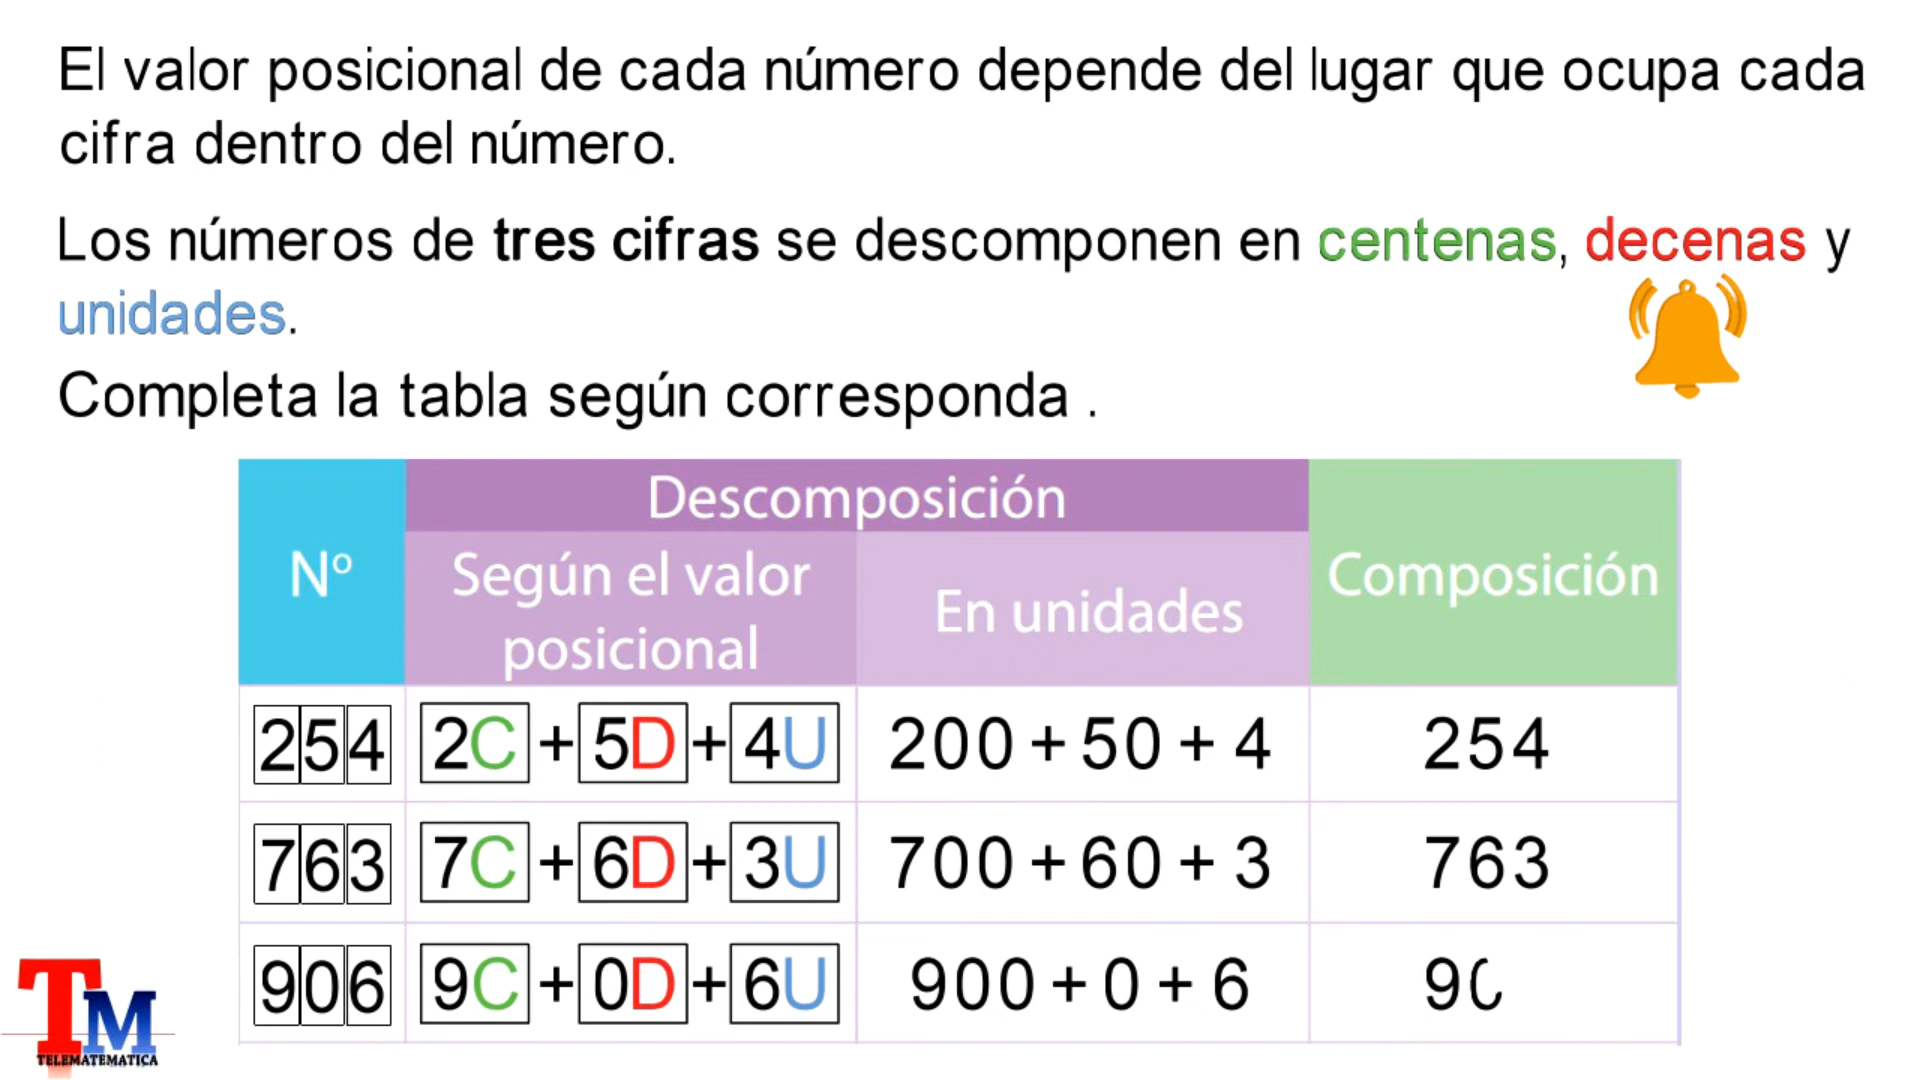 El valor posicional de cada número depende del lugar que ocupa cada
cifra dentro del número.
Los números de tres cifras se descomponen en centenas, decenas y
unidades.
Completa la tabla según corresponda .
Descomposición
Nº
Según el valor
posicional
En unidades
Composición
254 2C + 5D + 4U 200 + 50 + 4 254
763 7C + 6D + 3U 700 + 60 + 3 763
906 9C + 0D + 6U 900 + 0 + 6 9
TM
TELEMATEMATICA